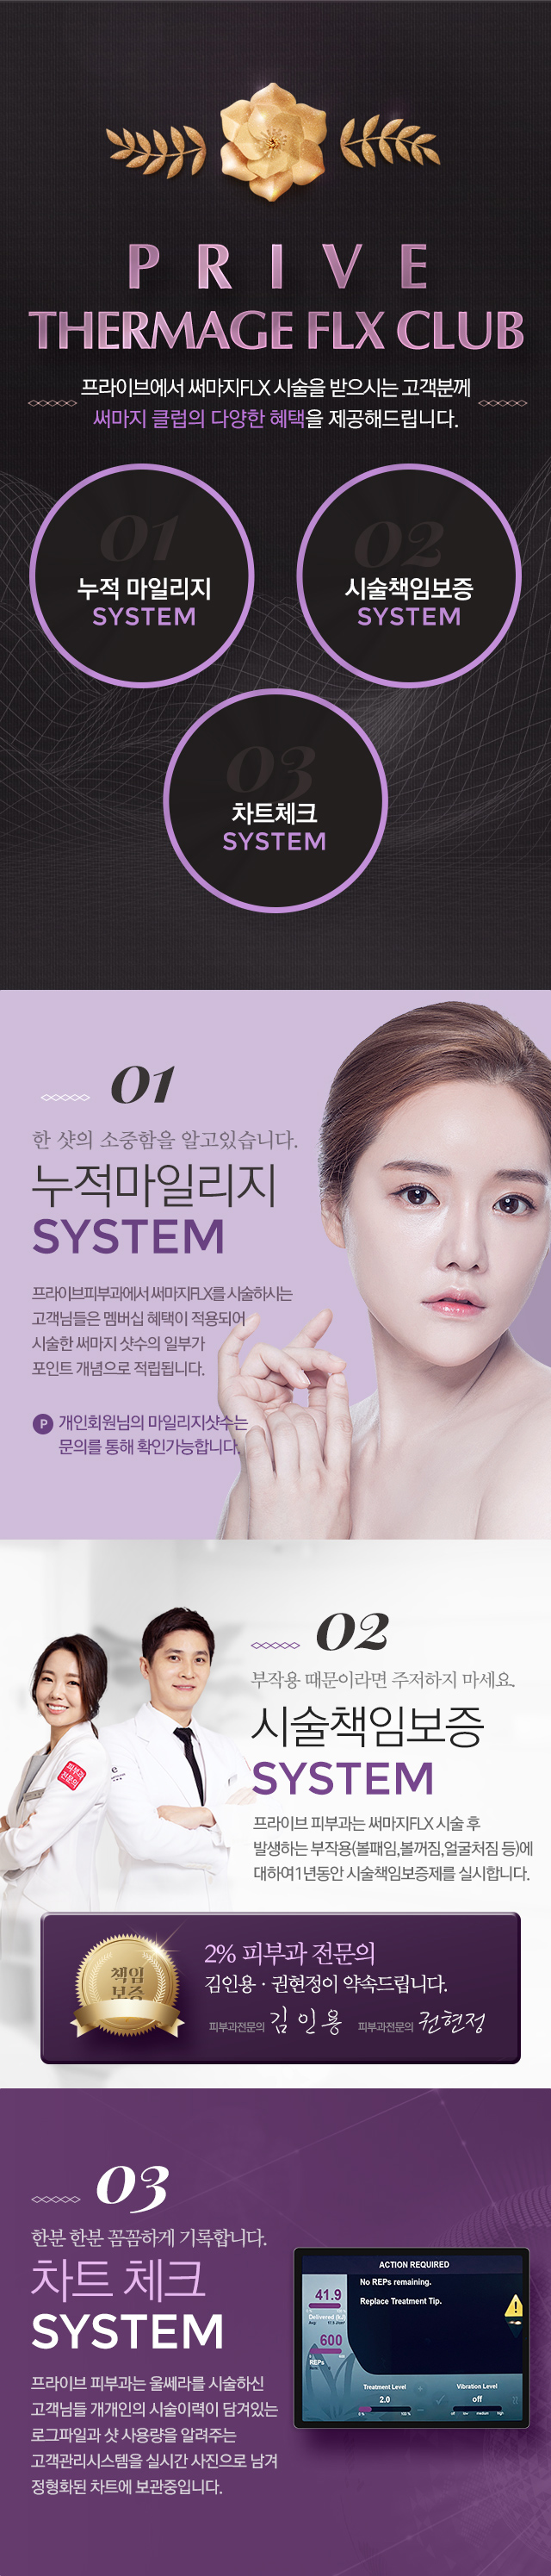 PRIVE
THERMAGE FLX CLUB
프라이브에서 써마지FLX 시술을 받으시는 고객분께
써마지 클럽의 다양한 혜택을 제공해드립니다.
01
누적 마일리지
SYSTEM
02
시술책임보증
SYSTEM
03
차트체크
SYSTEM
01
한 샷의 소중함을 알고있습니다.
누적마일리지
SYSTEM
프라이브피부과에서 써마지FLX를 시술하시는
고객님들은 멤버십 혜택이 적용되어
시술한 써마지 샷수의 일부가
포인트 개념으로 적립됩니다.
P 개인회원님의 마일리지샷수는
문의를 통해 확인가능합니다.
02
부작용 때문이라면 주저하지 마세요.
시술책임보증
SYSTEM
피부과
전문의
프라이브 피부과는 써마지FLX 시술 후
발생하는 부작용(볼패임,볼꺼짐,얼굴처짐 등)에
대하여1년동안 시술책임보증제를 실시합니다.
책임
보증
2% 피부과 전문의
김인용 · 권현정이 약속드립니다.
피부과전문의 김인용 피부과전문의 권현정
03
한분 한분 꼼꼼하게 기록합니다.
차트 체크
SYSTEM
프라이브 피부과는 울쎄라를 시술하신
고객님들 개개인의 시술이력이 담겨있는
로그파일과 샷 사용량을 알려주는
고객관리시스템을 실시간 사진으로 남겨
정형화된 차트에 보관중입니다.
ACTION REQUIRED
No REPs remaining.
Replace Treatment Tip.
41.9
Delivered (kJ)
600
REPs
Treatment Level
2.0
Vibration Level
off